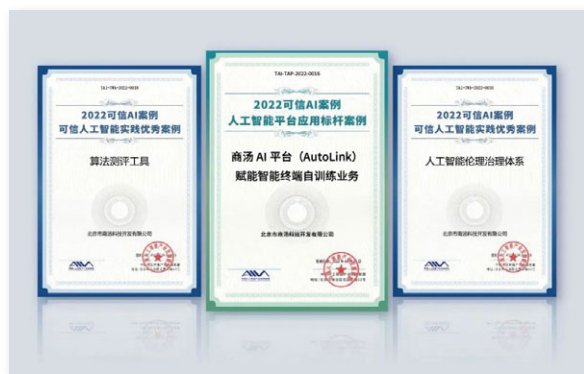 2022可信AI案例
可信人工智能实践优秀案例
算法测评工具
北京市商汤科技开发有限公司
TAI-TAP-2022-0016
2022可信AI案例
人工智能平台应用标杆案例
商汤 AI 平台（AutoLink）
赋能智能终端自训练业务
北京市商汤科技开发有限公司
2022可信AI案例
可信人工智能实践优秀案例
人工智能伦理治理体系
北京市商汤科技开发有限公司